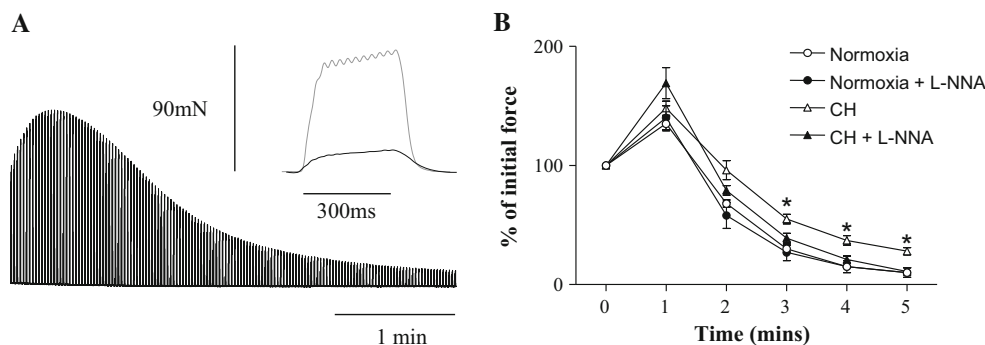 A
90mN
300ms
1 min
B
% of initial force
200
100
0
Normoxia
Normoxia + L-NNA
CH
CH + L-NNA
* * *
0 1 2 3 4 5
Time (mins)